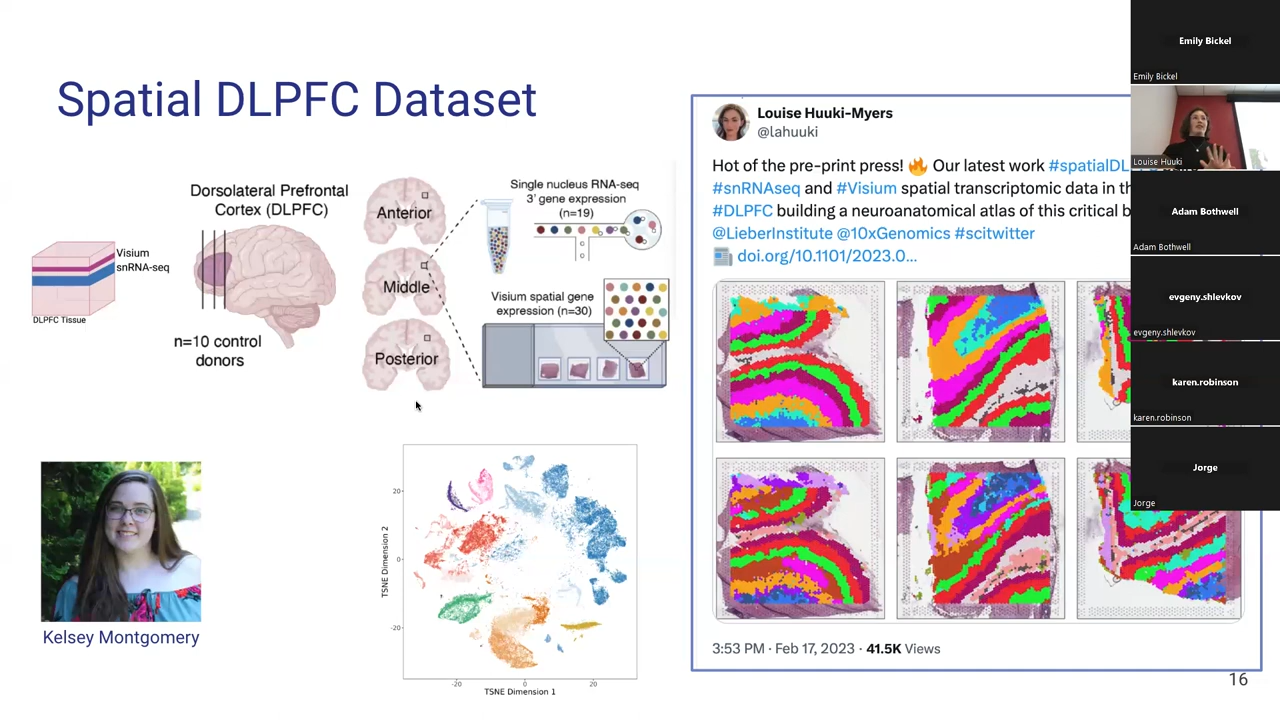 Spatial DLPFC Dataset
Dorsolateral Prefrontal
Cortex (DLPFC)
Visium
snRNA-seq
DLPFC Tissue
n=10 control
donors
Anterior
Middle
Posterior
Single nucleus RNA-seq
3' gene expression
(n=19)
Visium spatial gene
expression (n=30)
Kelsey Montgomery
TSNE Dimension 2
20
0
-20
-20
0
20
TSNE Dimension 1
Louise Huuki-Myers
@lahuuki
Hot of the pre-print press! 🔥 Our latest work #spatialDL
#snRNAseq and #Visium spatial transcriptomic data in th
#DLPFC building a neuroanatomical atlas of this critical b
@LieberInstitute @10xGenomics #scitwitter
doi.org/10.1101/2023.0...
3:53 PM · Feb 17, 2023 · 41.5K Views
16
Emily Bickel
Emily Bickel
Louise Huuki
Adam Bothwell
Adam Bothwell
evgeny.shlevkov
evgeny.shlevkov
karen.robinson
karen.robinson
Jorge
Jorge